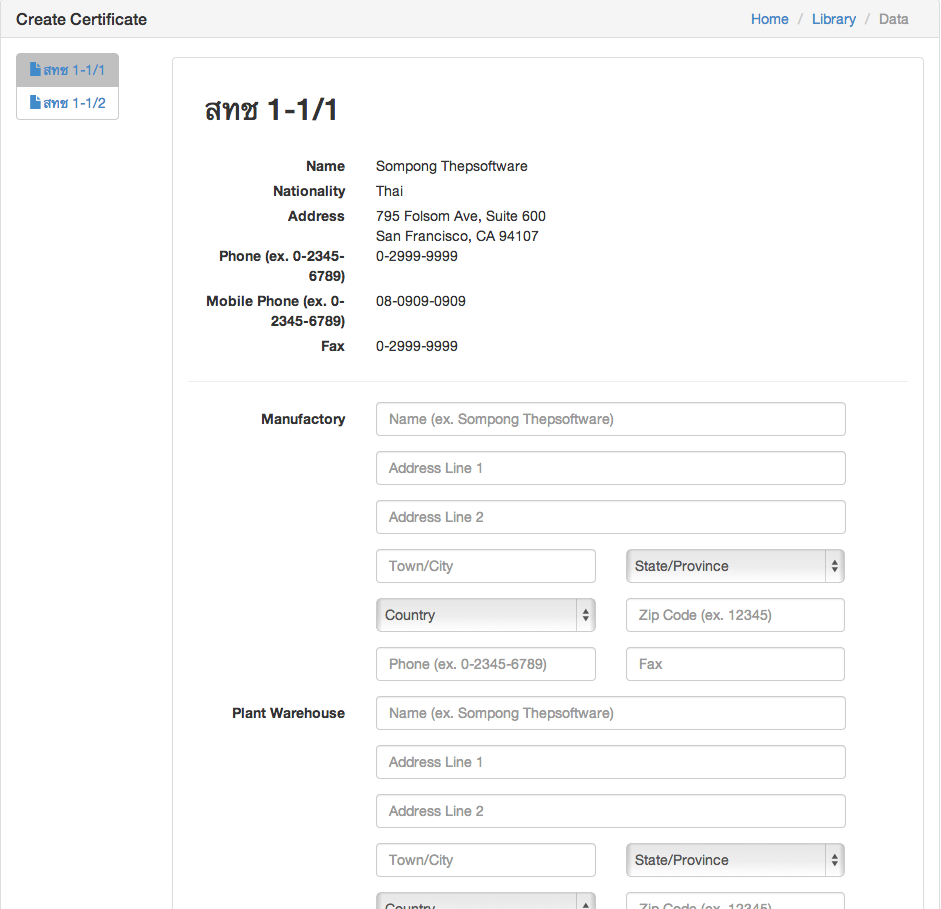 Create Certificate
Home / Library / Data
สทช 1-1/1
สทช 1-1/2
สทช 1-1/1
Name Sompong Thepsoftware
Nationality Thai
Address 795 Folsom Ave, Suite 600
San Francisco, CA 94107
Phone (ex. 0-2345-6789) 0-2999-9999
Mobile Phone (ex. 0-2345-6789) 08-0909-0909
Fax 0-2999-9999
Manufactory Name (ex. Sompong Thepsoftware)
Address Line 1
Address Line 2
Town/City State/Province
Country Zip Code (ex. 12345)
Phone (ex. 0-2345-6789) Fax
Plant Warehouse Name (ex. Sompong Thepsoftware)
Address Line 1
Address Line 2
Town/City State/Province
Country Zip Code (ex. 12345)